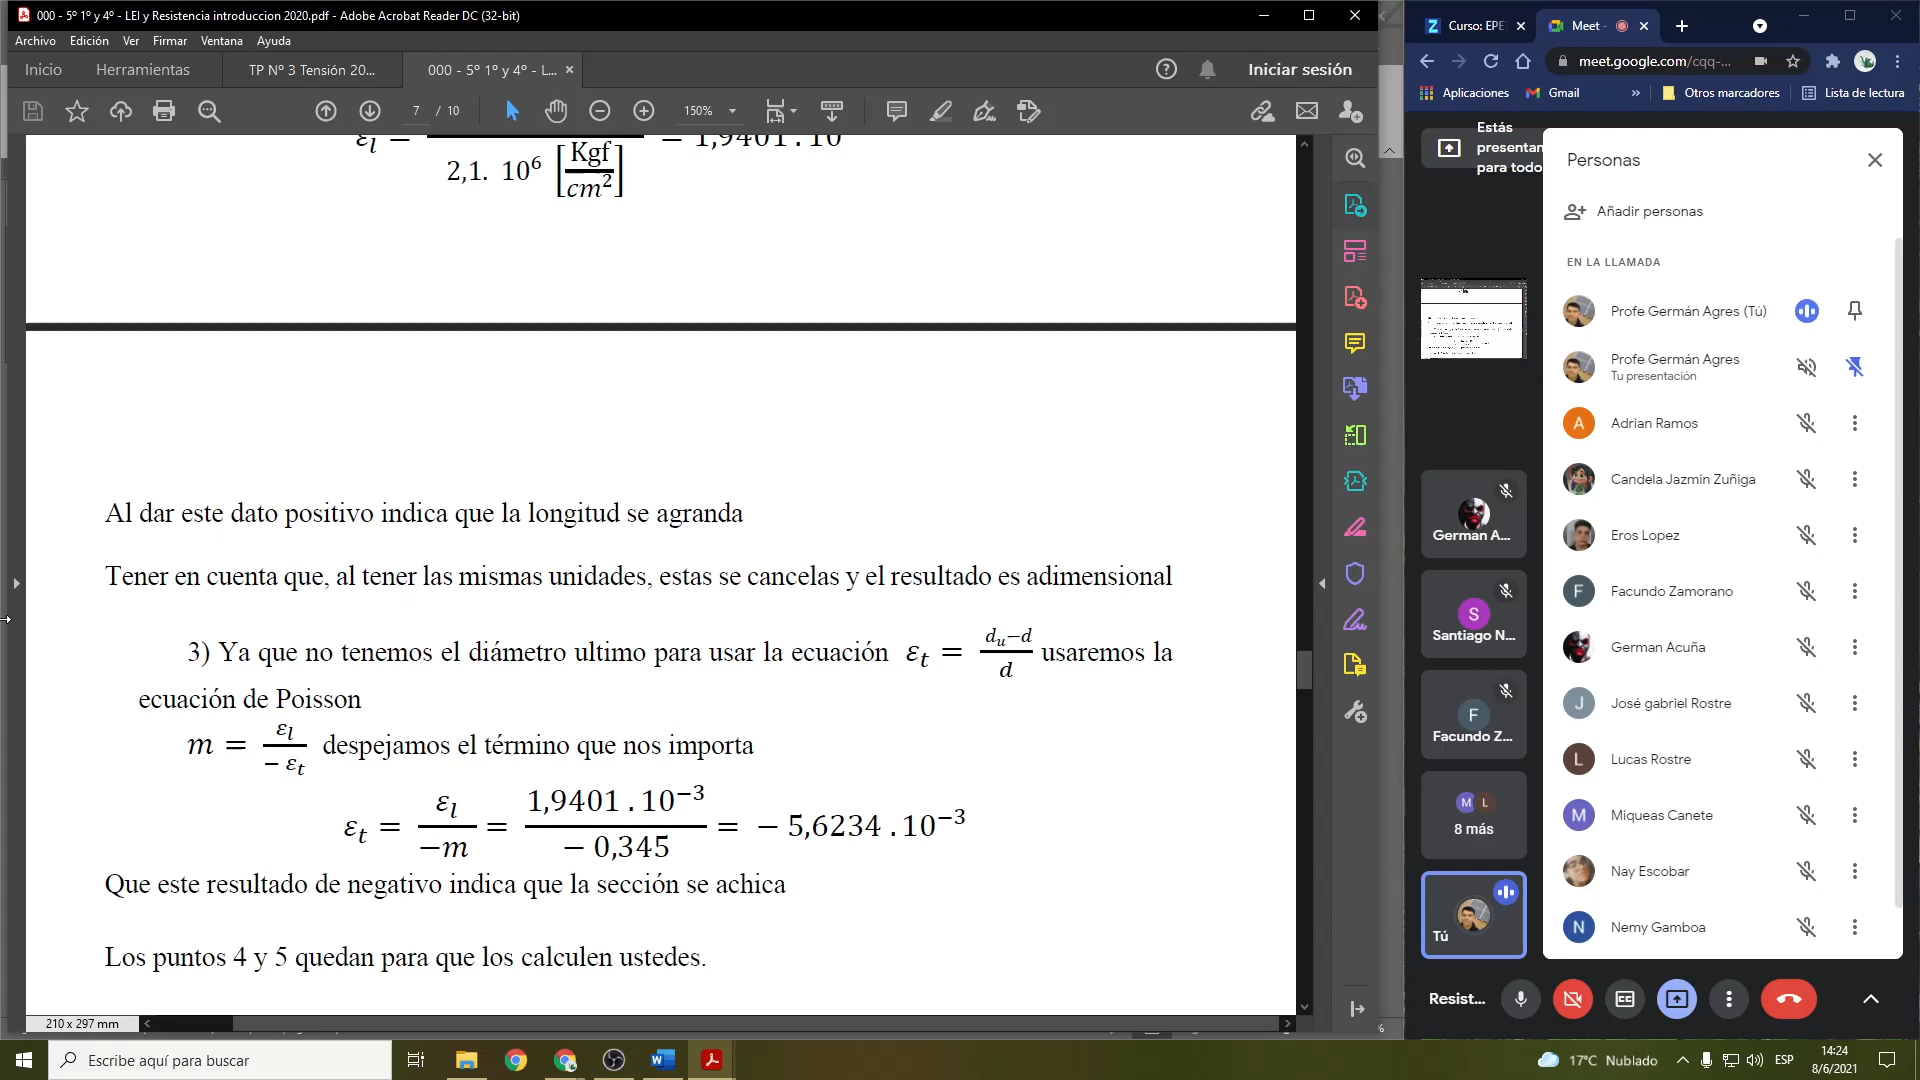 000 - 5º 1º y 4º - LEI y Resistencia introduccion 2020.pdf - Adobe Acrobat Reader DC (32-bit)
Archivo Edición Ver Firmar Ventana Ayuda
Inicio Herramientas TP Nº 3 Tensión 20... 000 - 5º 1º y 4º - L... Iniciar sesión
7 / 10 150%
2,1. 10⁶ [Kgf/cm²]
Al dar este dato positivo indica que la longitud se agranda
Tener en cuenta que, al tener las mismas unidades, estas se cancelas y el resultado es adimensional
3) Ya que no tenemos el diámetro ultimo para usar la ecuación εt = (du−d)/d usaremos la
ecuación de Poisson
m = εl/(− εt) despejamos el término que nos importa
εt = εl/(−m) = (1,9401 . 10⁻³)/(− 0,345) = − 5,6234 . 10⁻³
Que este resultado de negativo indica que la sección se achica
Los puntos 4 y 5 quedan para que los calculen ustedes.
210 x 297 mm
Curso: EPE
Meet -
meet.google.com/cqq-...
Aplicaciones Gmail » Otros marcadores Lista de lectura
Estás
presentan
para todo
Personas
Añadir personas
EN LA LLAMADA
Profe Germán Agres (Tú)
Profe Germán Agres
Tu presentación
A Adrian Ramos
Candela Jazmin Zuñiga
Eros Lopez
F Facundo Zamorano
German Acuña
J José gabriel Rostre
L Lucas Rostre
M Miqueas Canete
Nay Escobar
N Nemy Gamboa
German A...
S
Santiago N...
F
Facundo Z...
M L
8 más
Tú
Resist...
Escribe aquí para buscar
17°C Nublado
ESP
14:24
8/6/2021